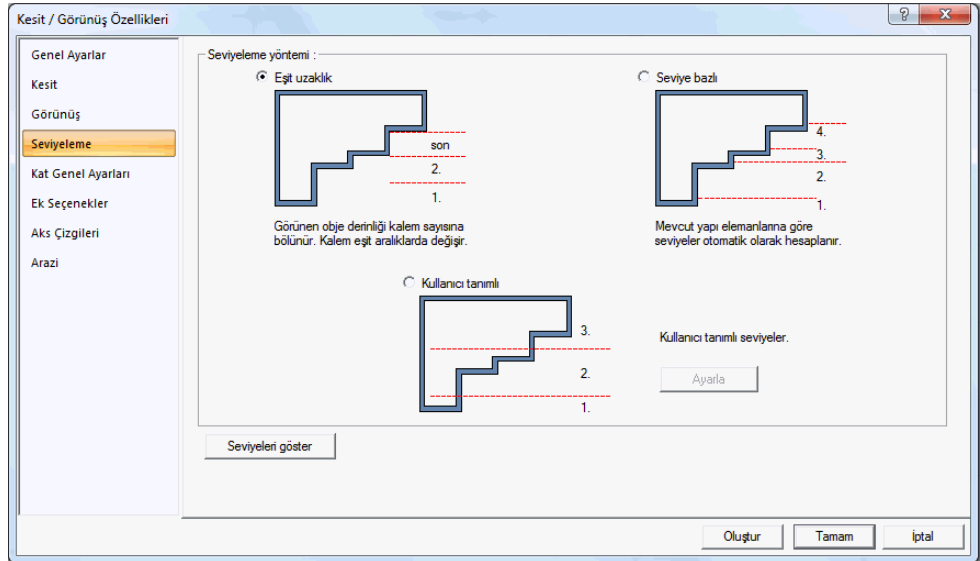 Kesit / Görünüş Özellikleri
Genel Ayarlar
Kesit
Görünüş
Seviyeleme
Kat Genel Ayarları
Ek Seçenekler
Aks Çizgileri
Arazi
Seviyeleme yöntemi :
Eşit uzaklık
son
2.
1.
Görünen obje derinliği kalem sayısına
bölünür. Kalem eşit aralıklarda değişir.
Seviye bazlı
4.
3.
2.
1.
Mevcut yapı elemanlarına göre
seviyeler otomatik olarak hesaplanır.
Kullanıcı tanımlı
3.
2.
1.
Kullanıcı tanımlı seviyeler.
Ayarla
Seviyeleri göster
Oluştur
Tamam
İptal